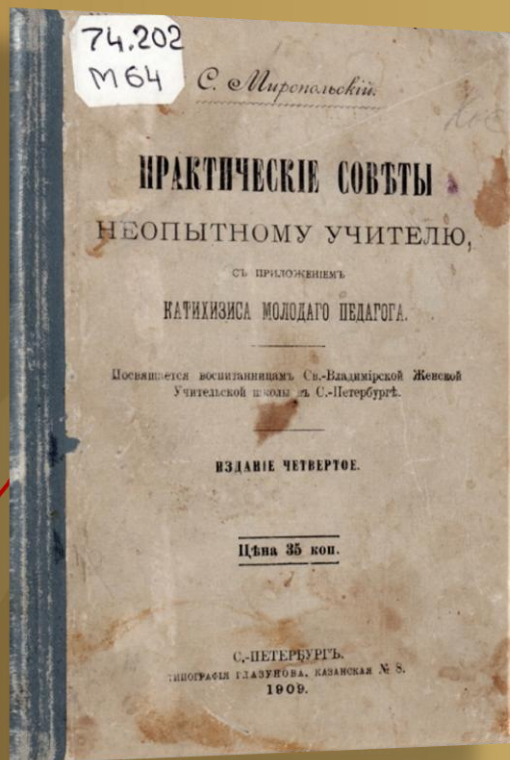 74.202
М64
С. Миропольскій.
ПРАКТИЧЕСКІЕ СОВѢТЫ
НЕОПЫТНОМУ УЧИТЕЛЮ,
СЪ ПРИЛОЖЕНІЕМЪ
КАТИХИЗИСА МОЛОДАГО ПЕДАГОГА.
Посвящается воспитанницамъ Св.-Владимірской Женской
Учительской школы въ С.-Петербургѣ.
ИЗДАНІЕ ЧЕТВЕРТОЕ.
Цѣна 35 коп.
С.-ПЕТЕРБУРГЪ.
ТИПОГРАФІЯ ГЛАЗУНОВА, КАЗАНСКАЯ № 8.
1909.